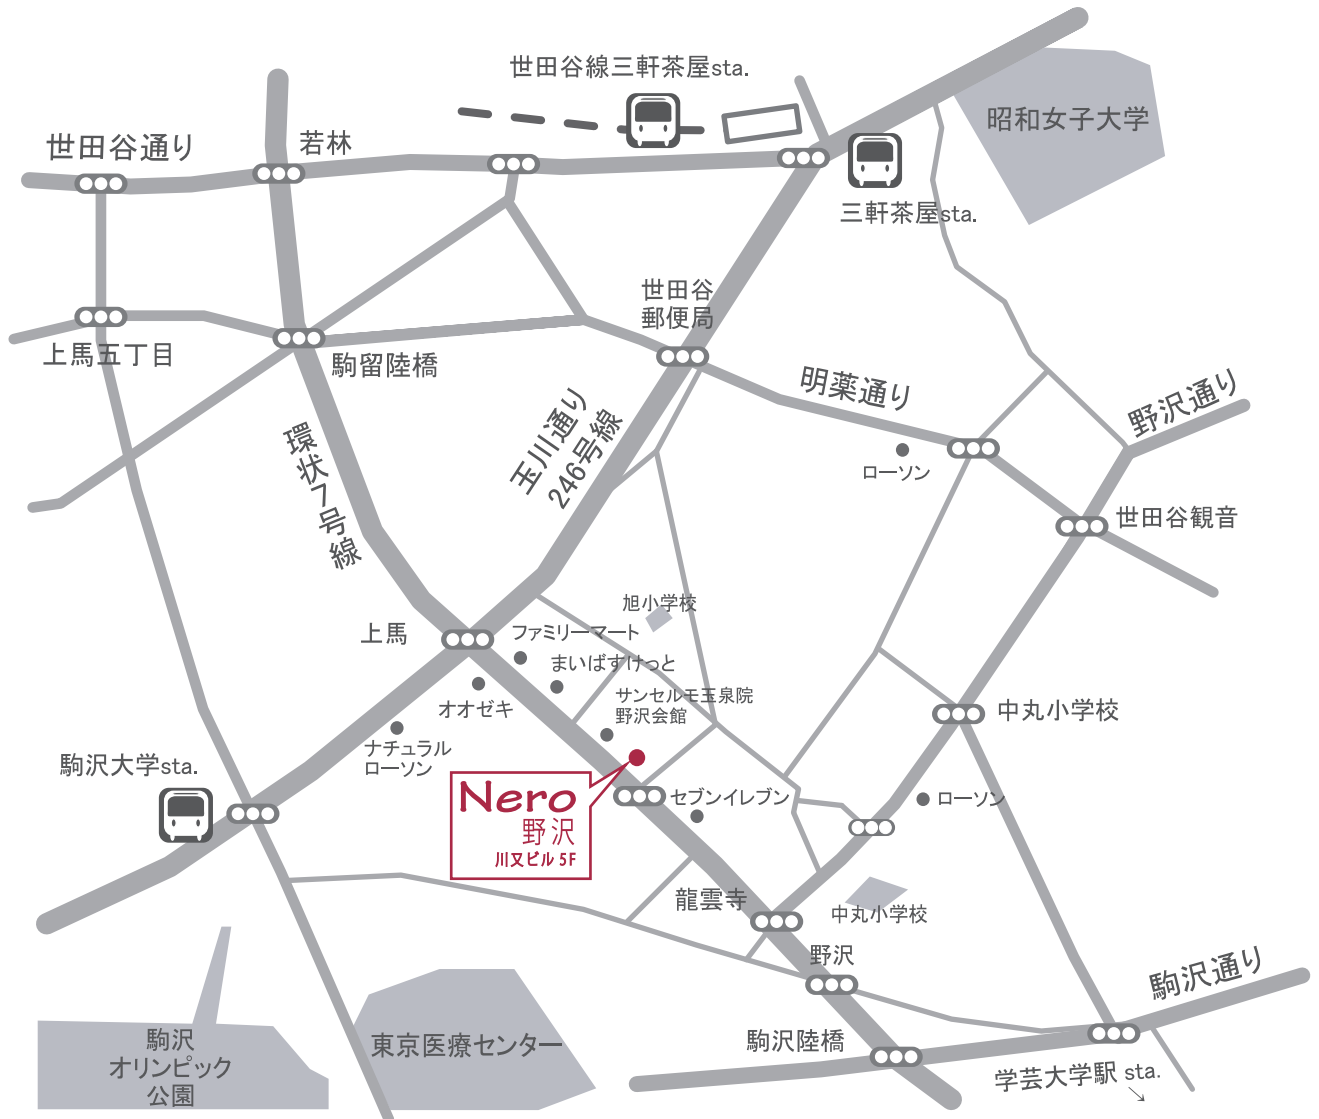 世田谷線三軒茶屋sta.
昭和女子大学
世田谷通り
若林
三軒茶屋sta.
世田谷
郵便局
上馬五丁目
駒留陸橋
明薬通り
野沢通り
玉川通り
246号線
環状7号線
ローソン
世田谷観音
旭小学校
上馬
ファミリーマート
まいばすけっと
サンセルモ玉泉院
野沢会館
オオゼキ
中丸小学校
ナチュラル
ローソン
駒沢大学sta.
Nero
野沢
川又ビル 5F
セブンイレブン
ローソン
龍雲寺
中丸小学校
野沢
駒沢通り
駒沢
オリンピック
公園
東京医療センター
駒沢陸橋
学芸大学駅 sta.
→